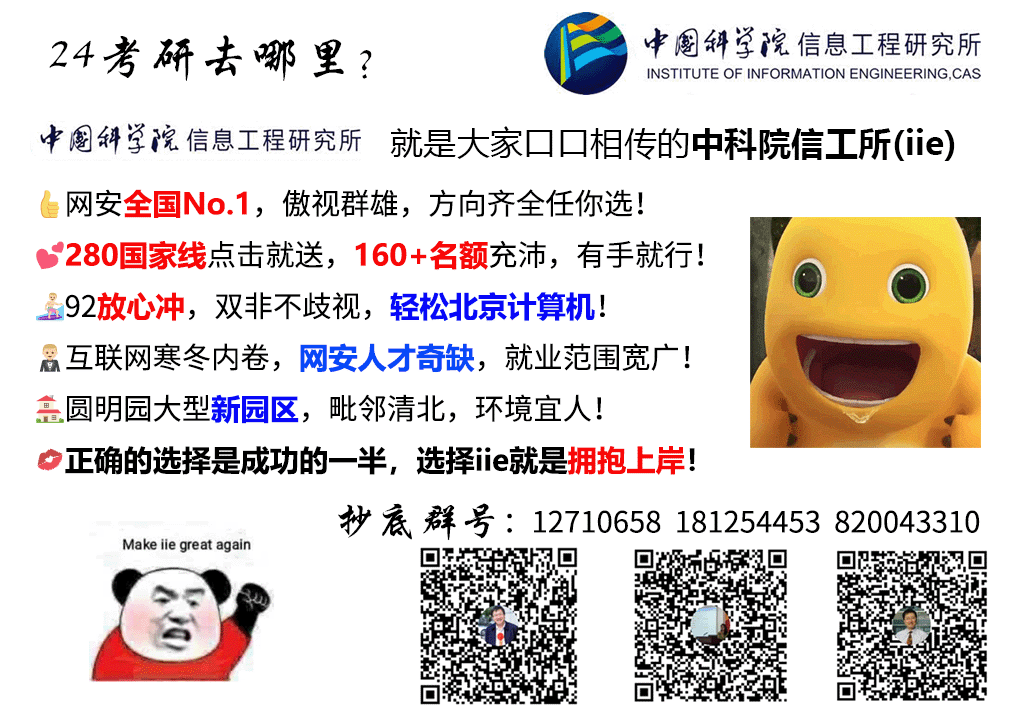 24考研去哪里?
中国科学院 信息工程研究所
INSTITUTE OF INFORMATION ENGINEERING,CAS
中国科学院 信息工程研究所 就是大家口口相传的中科院信工所(iie)
👍网安全国No.1，傲视群雄，方向齐全任你选！
💕280国家线点击就送，160+名额充沛，有手就行！
🏄92放心冲，双非不歧视，轻松北京计算机！
🤵互联网寒冬内卷，网安人才奇缺，就业范围宽广！
🏠圆明园大型新园区，毗邻清北，环境宜人！
💋正确的选择是成功的一半，选择iie就是拥抱上岸！
抄底群号：12710658 181254453 820043310
Make iie great again